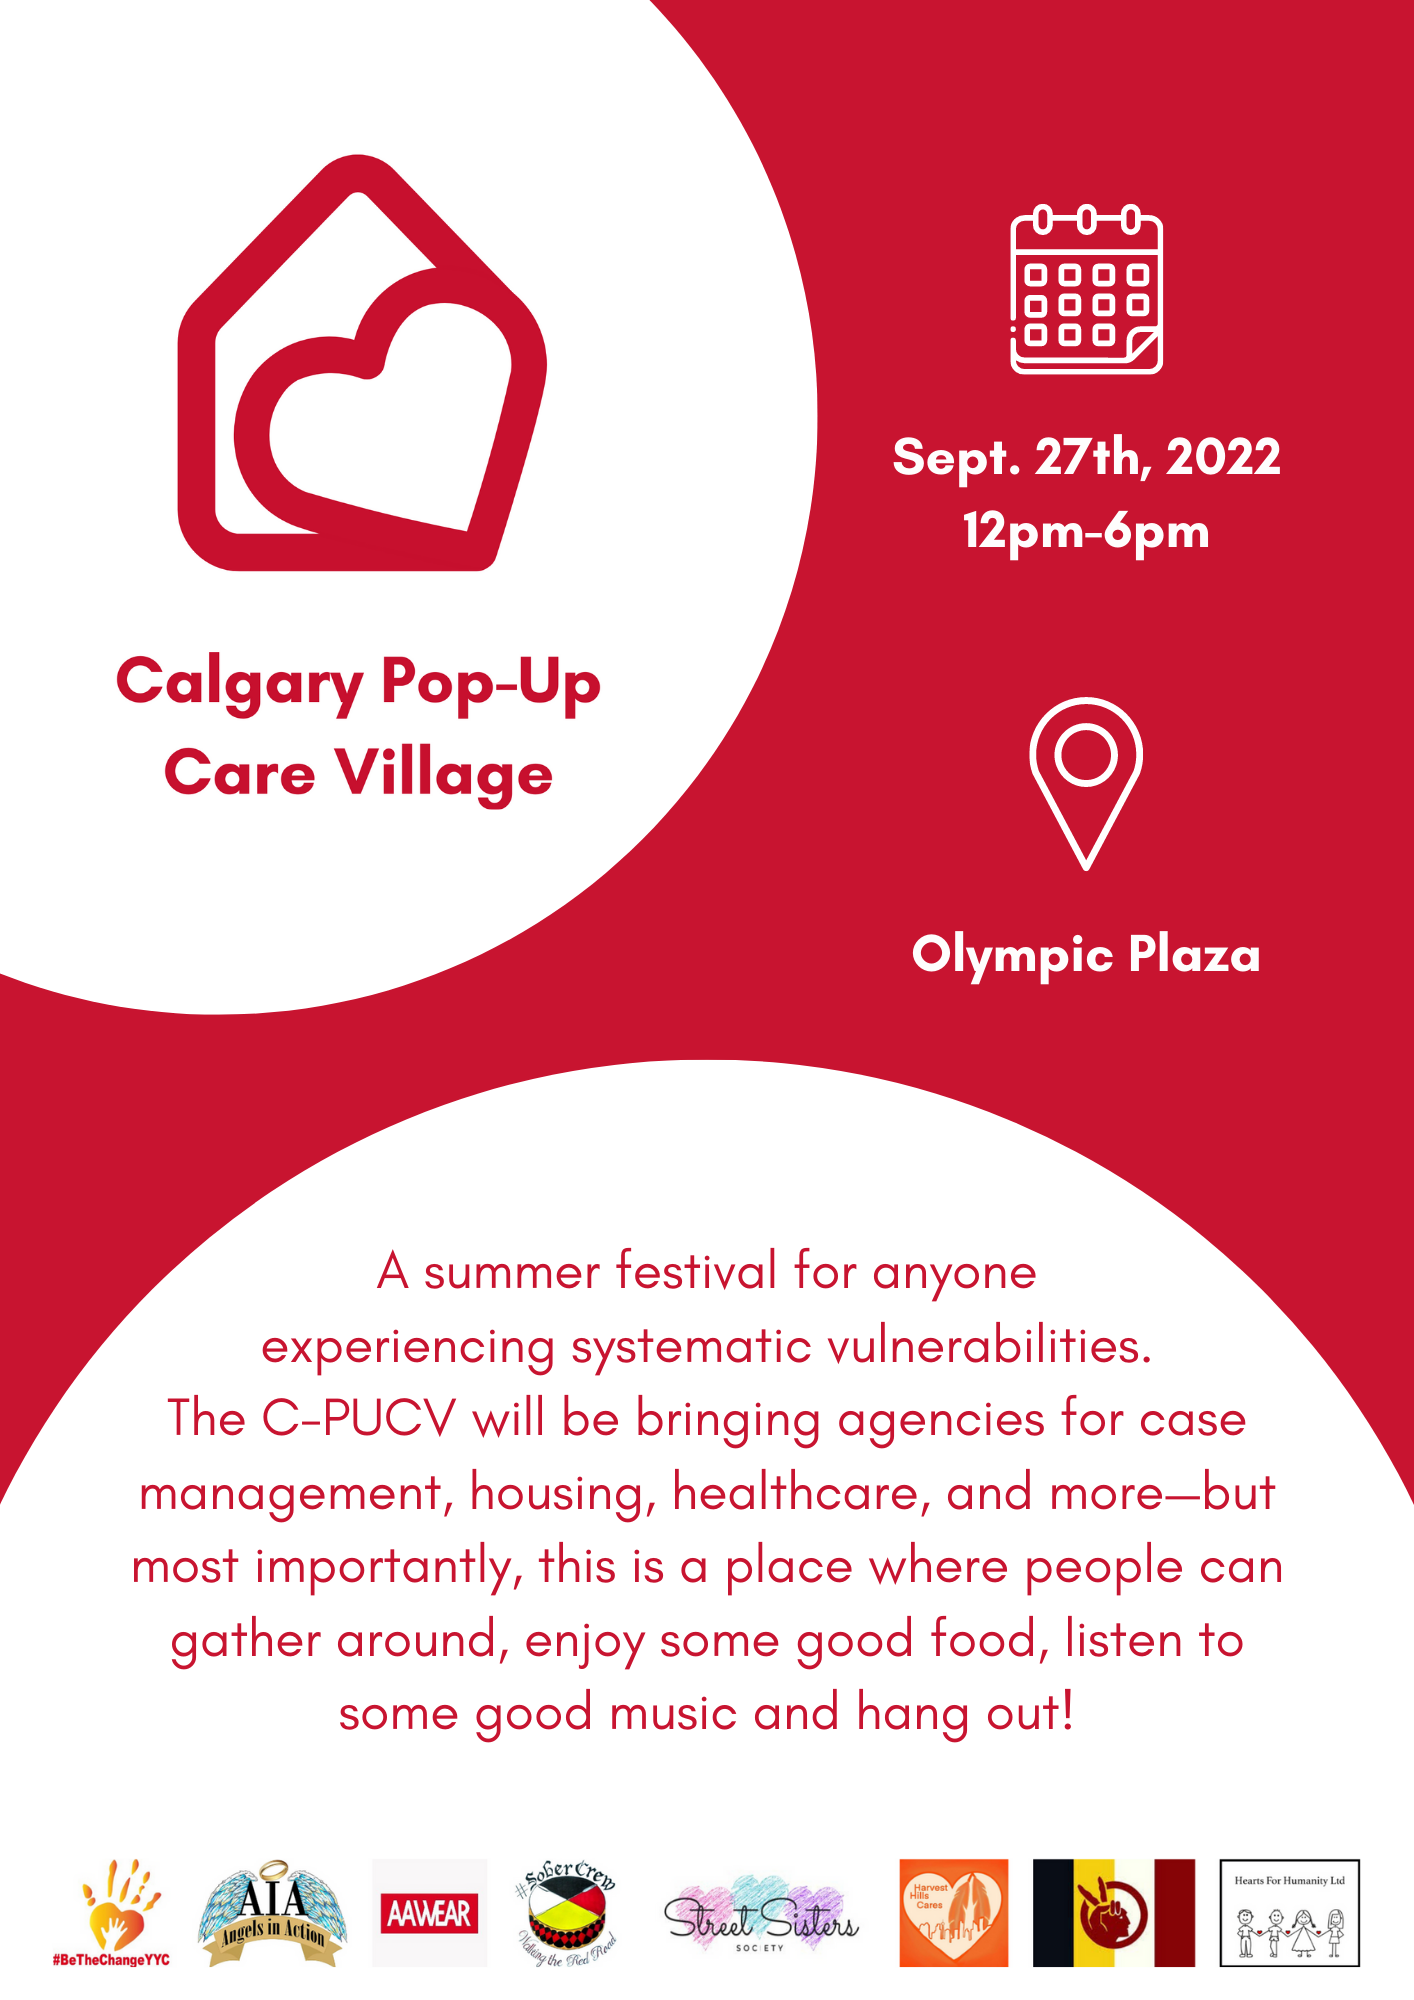 Calgary Pop-Up
Care Village
Sept. 27th, 2022
12pm-6pm
Olympic Plaza
A summer festival for anyone
experiencing systematic vulnerabilities.
The C-PUCV will be bringing agencies for case
management, housing, healthcare, and more—but
most importantly, this is a place where people can
gather around, enjoy some good food, listen to
some good music and hang out!
#BeTheChangeYYC
AIA
Angels in Action
AAWEAR
#SoberCrew
Walking the Red Road
Street Sisters
SOCIETY
Harvest
Hills
Cares
Hearts For Humanity Ltd